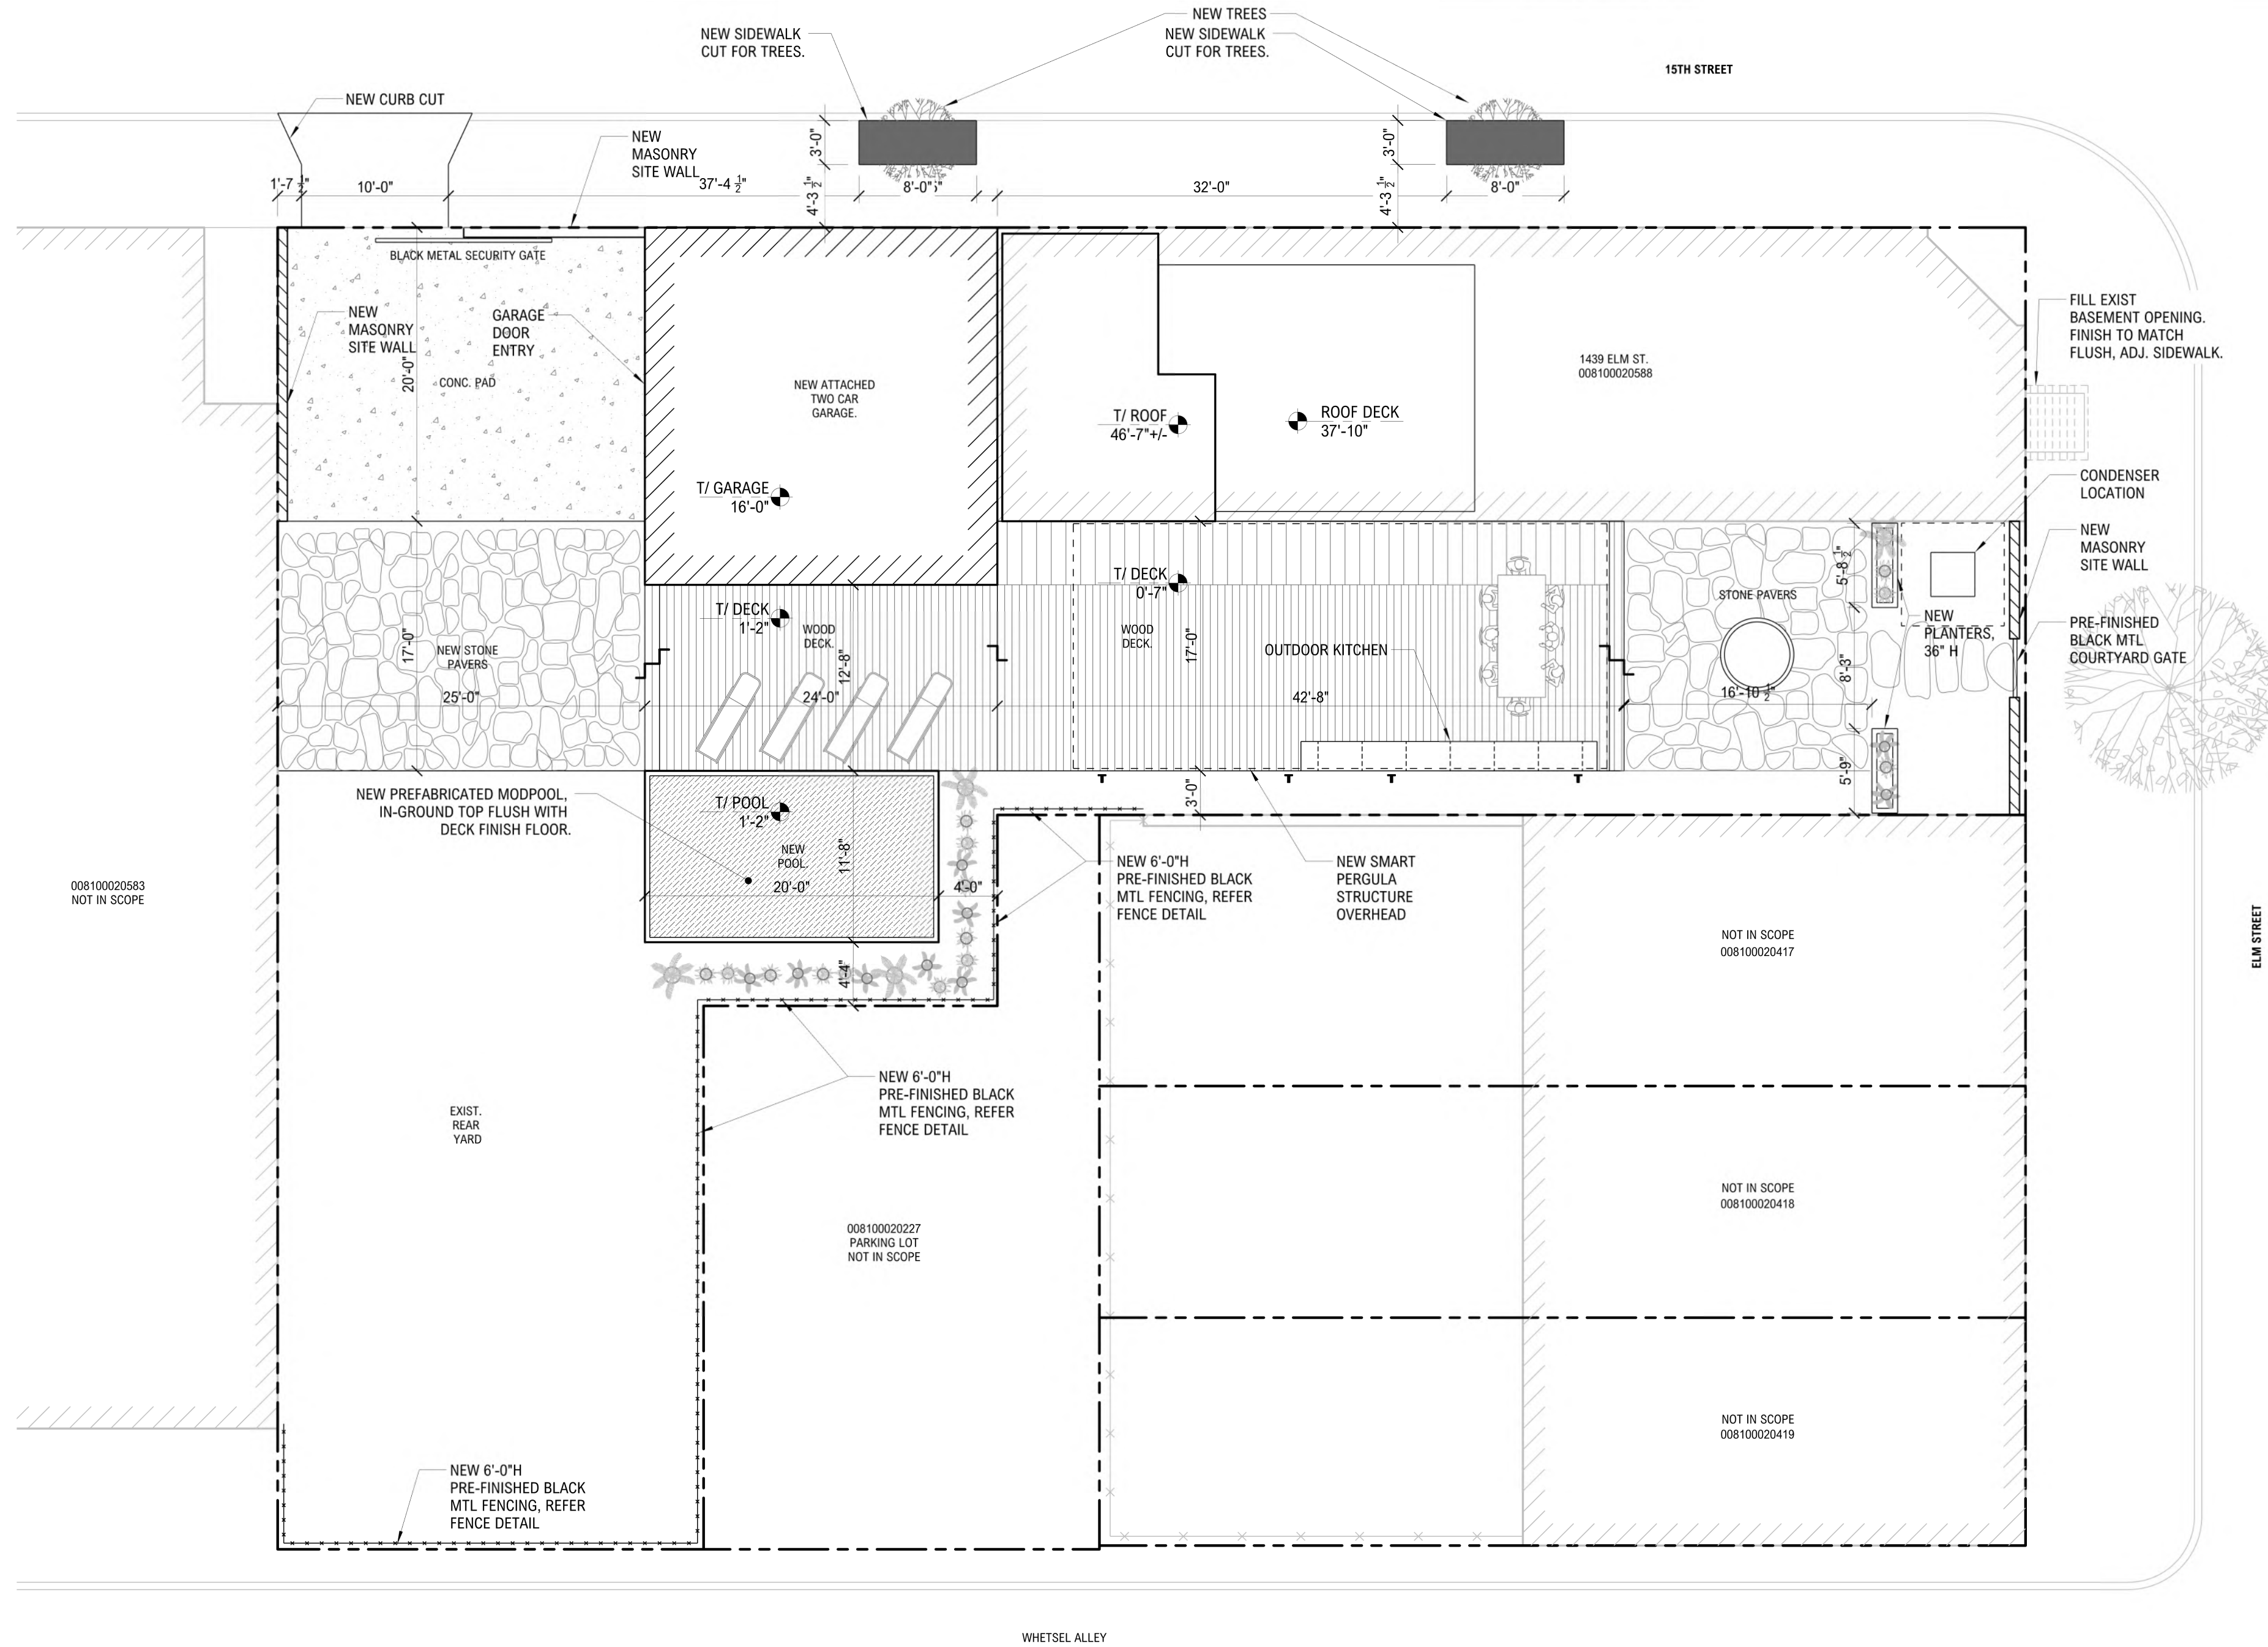 NEW TREES
NEW SIDEWALK
CUT FOR TREES.
NEW SIDEWALK
CUT FOR TREES.
15TH STREET
NEW CURB CUT
NEW
MASONRY
SITE WALL
3'-0"
3'-0"
1'-7 1/2"
10'-0"
37'-4 1/2"
4'-3 1/2"
8'-0"
32'-0"
4'-3 1/2"
8'-0"
BLACK METAL SECURITY GATE
NEW
MASONRY
SITE WALL
GARAGE
DOOR
ENTRY
20'-0"
CONC. PAD
NEW ATTACHED
TWO CAR
GARAGE.
T/ GARAGE
16'-0"
T/ ROOF
46'-7"+/-
ROOF DECK
37'-10"
1439 ELM ST.
008100020588
FILL EXIST
BASEMENT OPENING.
FINISH TO MATCH
FLUSH, ADJ. SIDEWALK.
CONDENSER
LOCATION
NEW
MASONRY
SITE WALL
PRE-FINISHED
BLACK MTL
COURTYARD GATE
NEW STONE
PAVERS
17'-0"
25'-0"
T/ DECK
1'-2"
WOOD
DECK.
12'-8"
24'-0"
T/ DECK
0'-7"
WOOD
DECK.
17'-0"
OUTDOOR KITCHEN
42'-8"
STONE PAVERS
5'-8 1/2"
NEW
PLANTERS,
36" H
8'-3"
16'-10 1/2"
5'-9"
3'-0"
NEW PREFABRICATED MODPOOL,
IN-GROUND TOP FLUSH WITH
DECK FINISH FLOOR.
T/ POOL
1'-2"
NEW
POOL.
11'-8"
20'-0"
4'-0"
4'-4"
NEW 6'-0"H
PRE-FINISHED BLACK
MTL FENCING, REFER
FENCE DETAIL
NEW SMART
PERGULA
STRUCTURE
OVERHEAD
008100020583
NOT IN SCOPE
NOT IN SCOPE
008100020417
ELM STREET
NEW 6'-0"H
PRE-FINISHED BLACK
MTL FENCING, REFER
FENCE DETAIL
EXIST.
REAR
YARD
NOT IN SCOPE
008100020418
008100020227
PARKING LOT
NOT IN SCOPE
NOT IN SCOPE
008100020419
NEW 6'-0"H
PRE-FINISHED BLACK
MTL FENCING, REFER
FENCE DETAIL
WHETSEL ALLEY